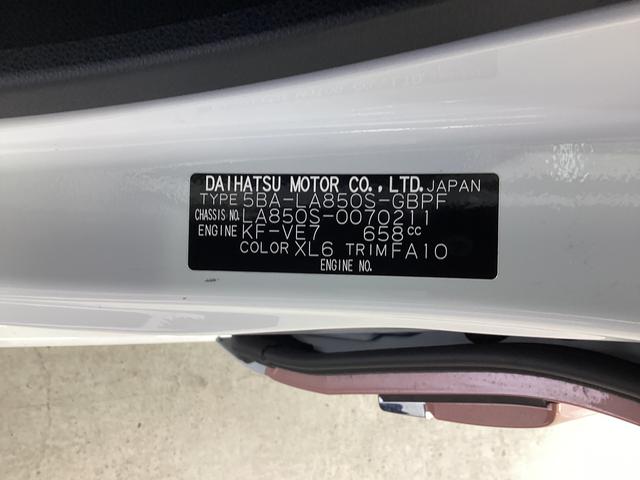 DAIHATSU MOTOR CO., LTD. JAPAN
TYPE 5BA-LA850S-GBPF
CHASSIS NO. LA850S-0070211
ENGINE KF-VE7 658cc
COLOR XL6 TRIM FA10
ENGINE NO.